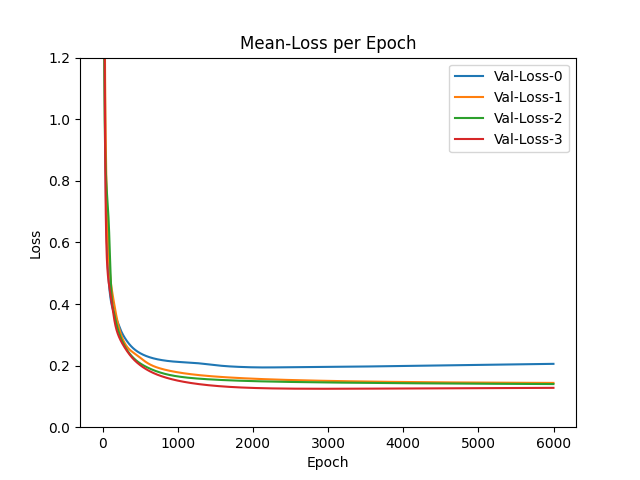 Mean-Loss per Epoch
1.2
1.0
0.8
0.6
0.4
0.2
0.0
Loss
Val-Loss-0
Val-Loss-1
Val-Loss-2
Val-Loss-3
0 1000 2000 3000 4000 5000 6000
Epoch